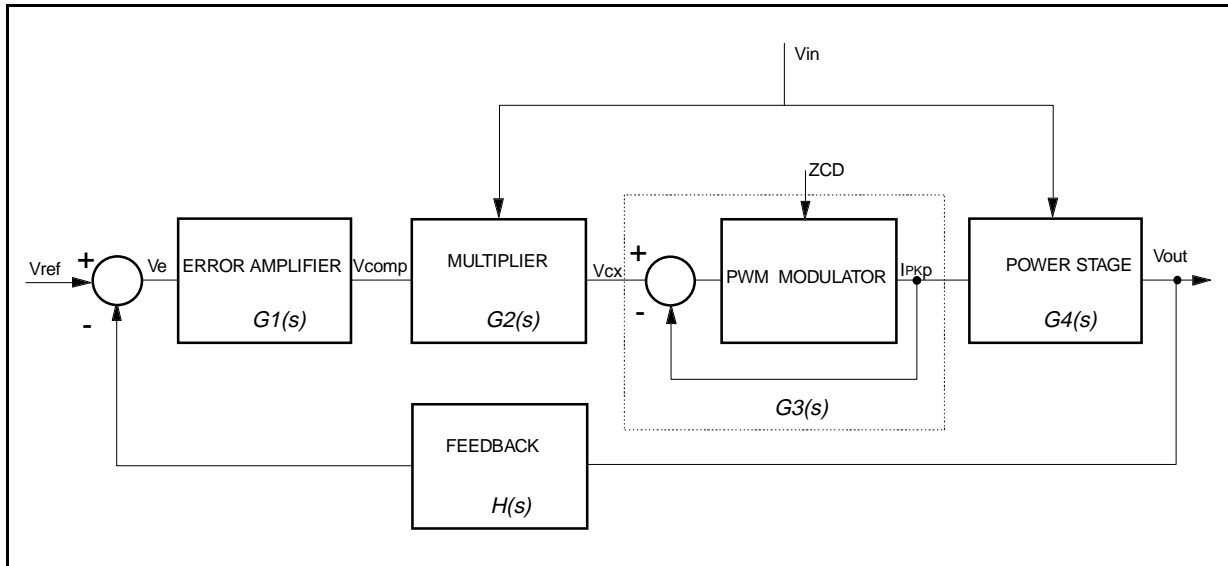 Vin
ZCD
+
Vref
-
Ve
ERROR AMPLIFIER
G1(s)
Vcomp
MULTIPLIER
G2(s)
Vcx
+
-
PWM MODULATOR
IPKp
G3(s)
POWER STAGE
G4(s)
Vout
FEEDBACK
H(s)